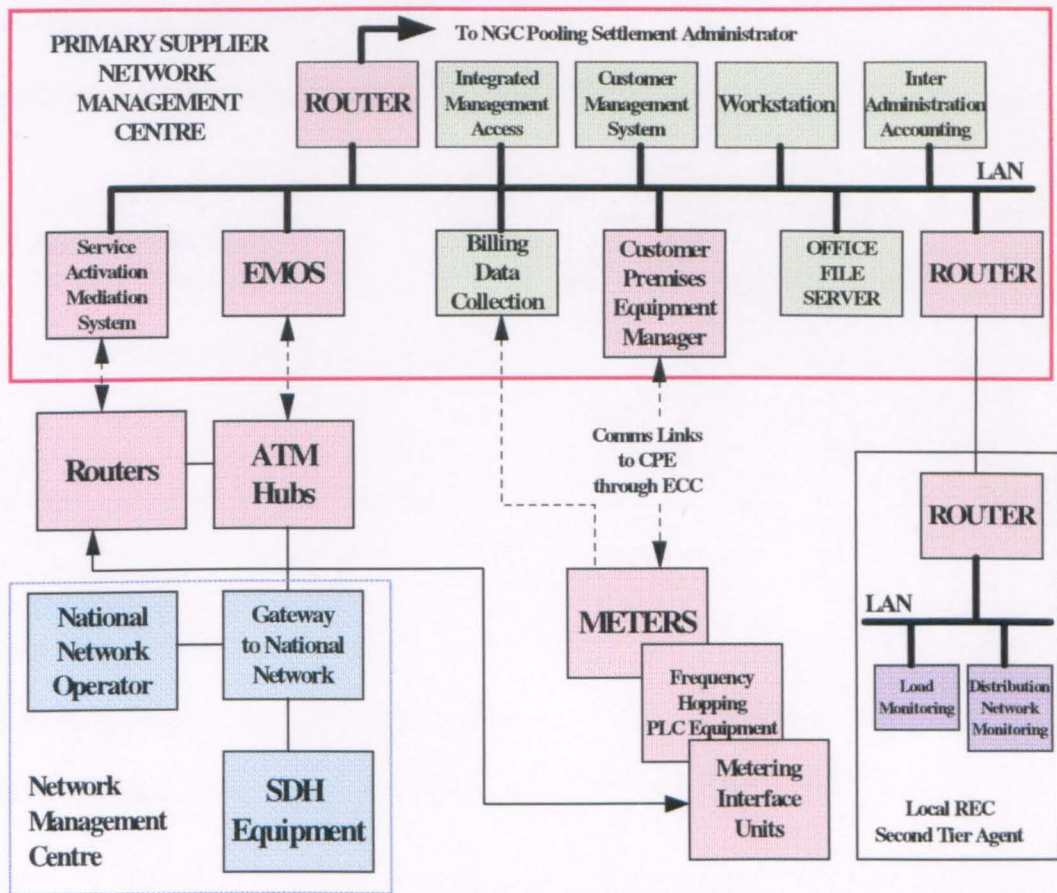 PRIMARY SUPPLIER
NETWORK
MANAGEMENT
CENTRE
To NGC Pooling Settlement Administrator
ROUTER
Integrated
Management
Access
Customer
Management
System
Workstation
Inter
Administration
Accounting
LAN
Service
Activation
Mediation
System
EMOS
Billing
Data
Collection
Customer
Premises
Equipment
Manager
OFFICE
FILE
SERVER
ROUTER
Routers
ATM
Hubs
Comms Links
to CPE
through ECC
ROUTER
LAN
Load
Monitoring
Distribution
Network
Monitoring
Local REC
Second Tier Agent
National
Network
Operator
Gateway
to National
Network
METERS
Frequency
Hopping
PLC Equipment
Metering
Interface
Units
SDH
Equipment
Network
Management
Centre